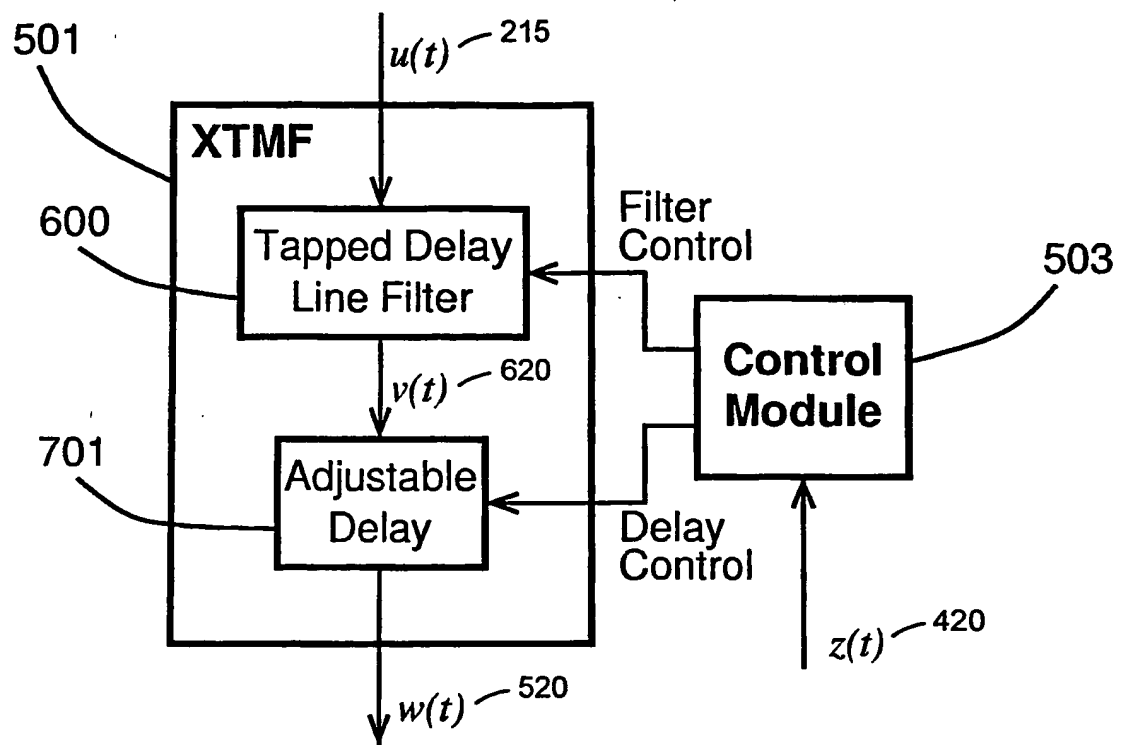 501
u(t) 215
XTMF
600
Tapped Delay
Line Filter
Filter
Control
503
Control
Module
v(t) 620
701
Adjustable
Delay
Delay
Control
z(t) 420
w(t) 520